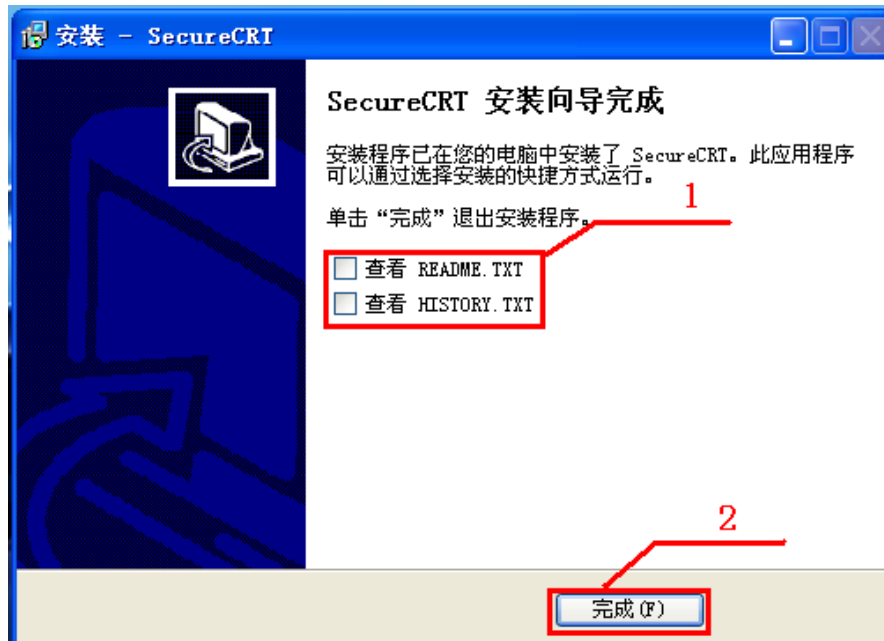 安装 - SecureCRT
SecureCRT 安装向导完成
安装程序已在您的电脑中安装了 SecureCRT。此应用程序
可以通过选择安装的快捷方式运行。
1
单击“完成”退出安装程序。
查看 README.TXT
查看 HISTORY.TXT
2
完成(F)